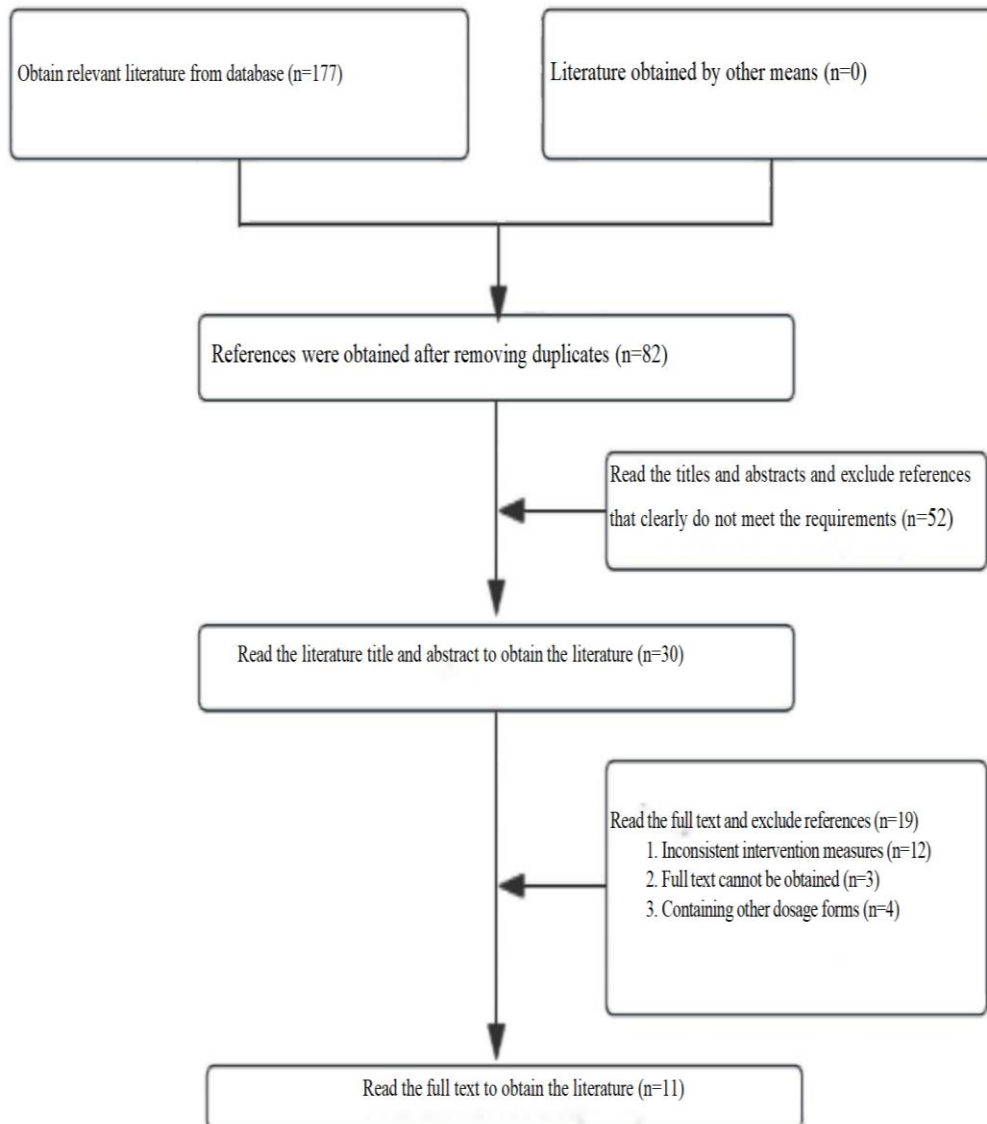 Obtain relevant literature from database (n=177)
Literature obtained by other means (n=0)
References were obtained after removing duplicates (n=82)
Read the titles and abstracts and exclude references
that clearly do not meet the requirements (n=52)
Read the literature title and abstract to obtain the literature (n=30)
Read the full text and exclude references (n=19)
1. Inconsistent intervention measures (n=12)
2. Full text cannot be obtained (n=3)
3. Containing other dosage forms (n=4)
Read the full text to obtain the literature (n=11)